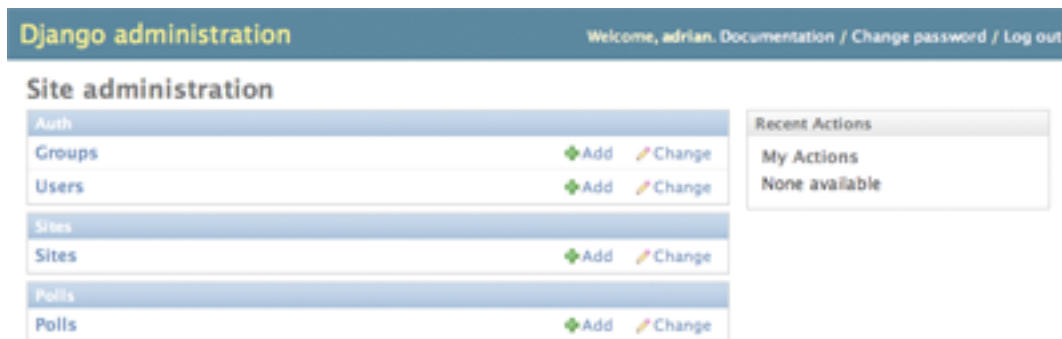 Django administration
Welcome, adrian. Documentation / Change password / Log out
Site administration
Auth
Groups Add Change
Users Add Change
Sites
Sites Add Change
Polls
Polls Add Change
Recent Actions
My Actions
None available